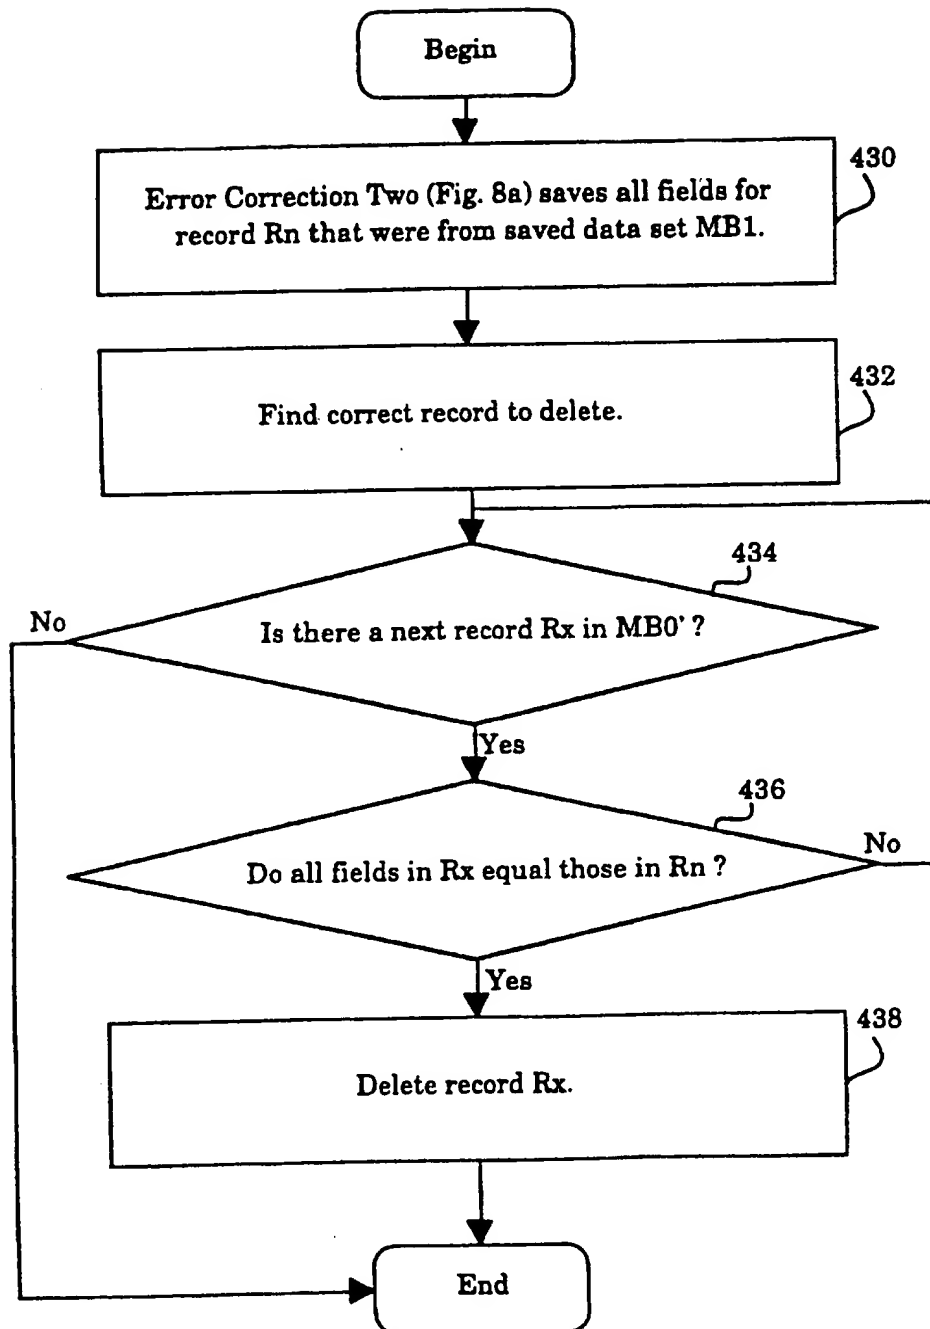 Begin
430
Error Correction Two (Fig. 8a) saves all fields for
record Rn that were from saved data set MB1.
432
Find correct record to delete.
434
No
Is there a next record Rx in MB0' ?
Yes
436
No
Do all fields in Rx equal those in Rn ?
Yes
438
Delete record Rx.
End